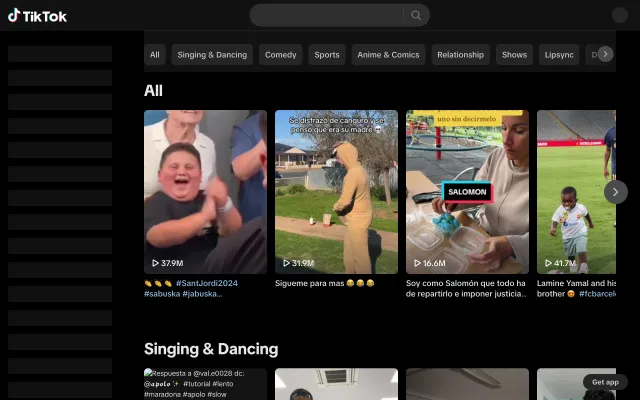 TikTok
All
Singing & Dancing
Comedy
Sports
Anime & Comics
Relationship
Shows
Lipsync
All
Se disfrazó de canguro y se
pensó que era su madre
37.9M
31.9M
uno sin decírmelo.
SALOMON
16.6M
41.7M
👏👏👏 #SantJordi2024
#sabuska #jabuska...
Sigueme para mas 😂😂😂
Soy como Salomón que todo ha
de repartirlo e imponer justicia...
Lamine Yamal and his
brother 😍 #fcbarcel
Singing & Dancing
Respuesta a @val.e0028 dc:
@𝖆𝖕𝖔𝖑𝖔✨ #tutorial #lento
#maradona #apolo #slow
Get app